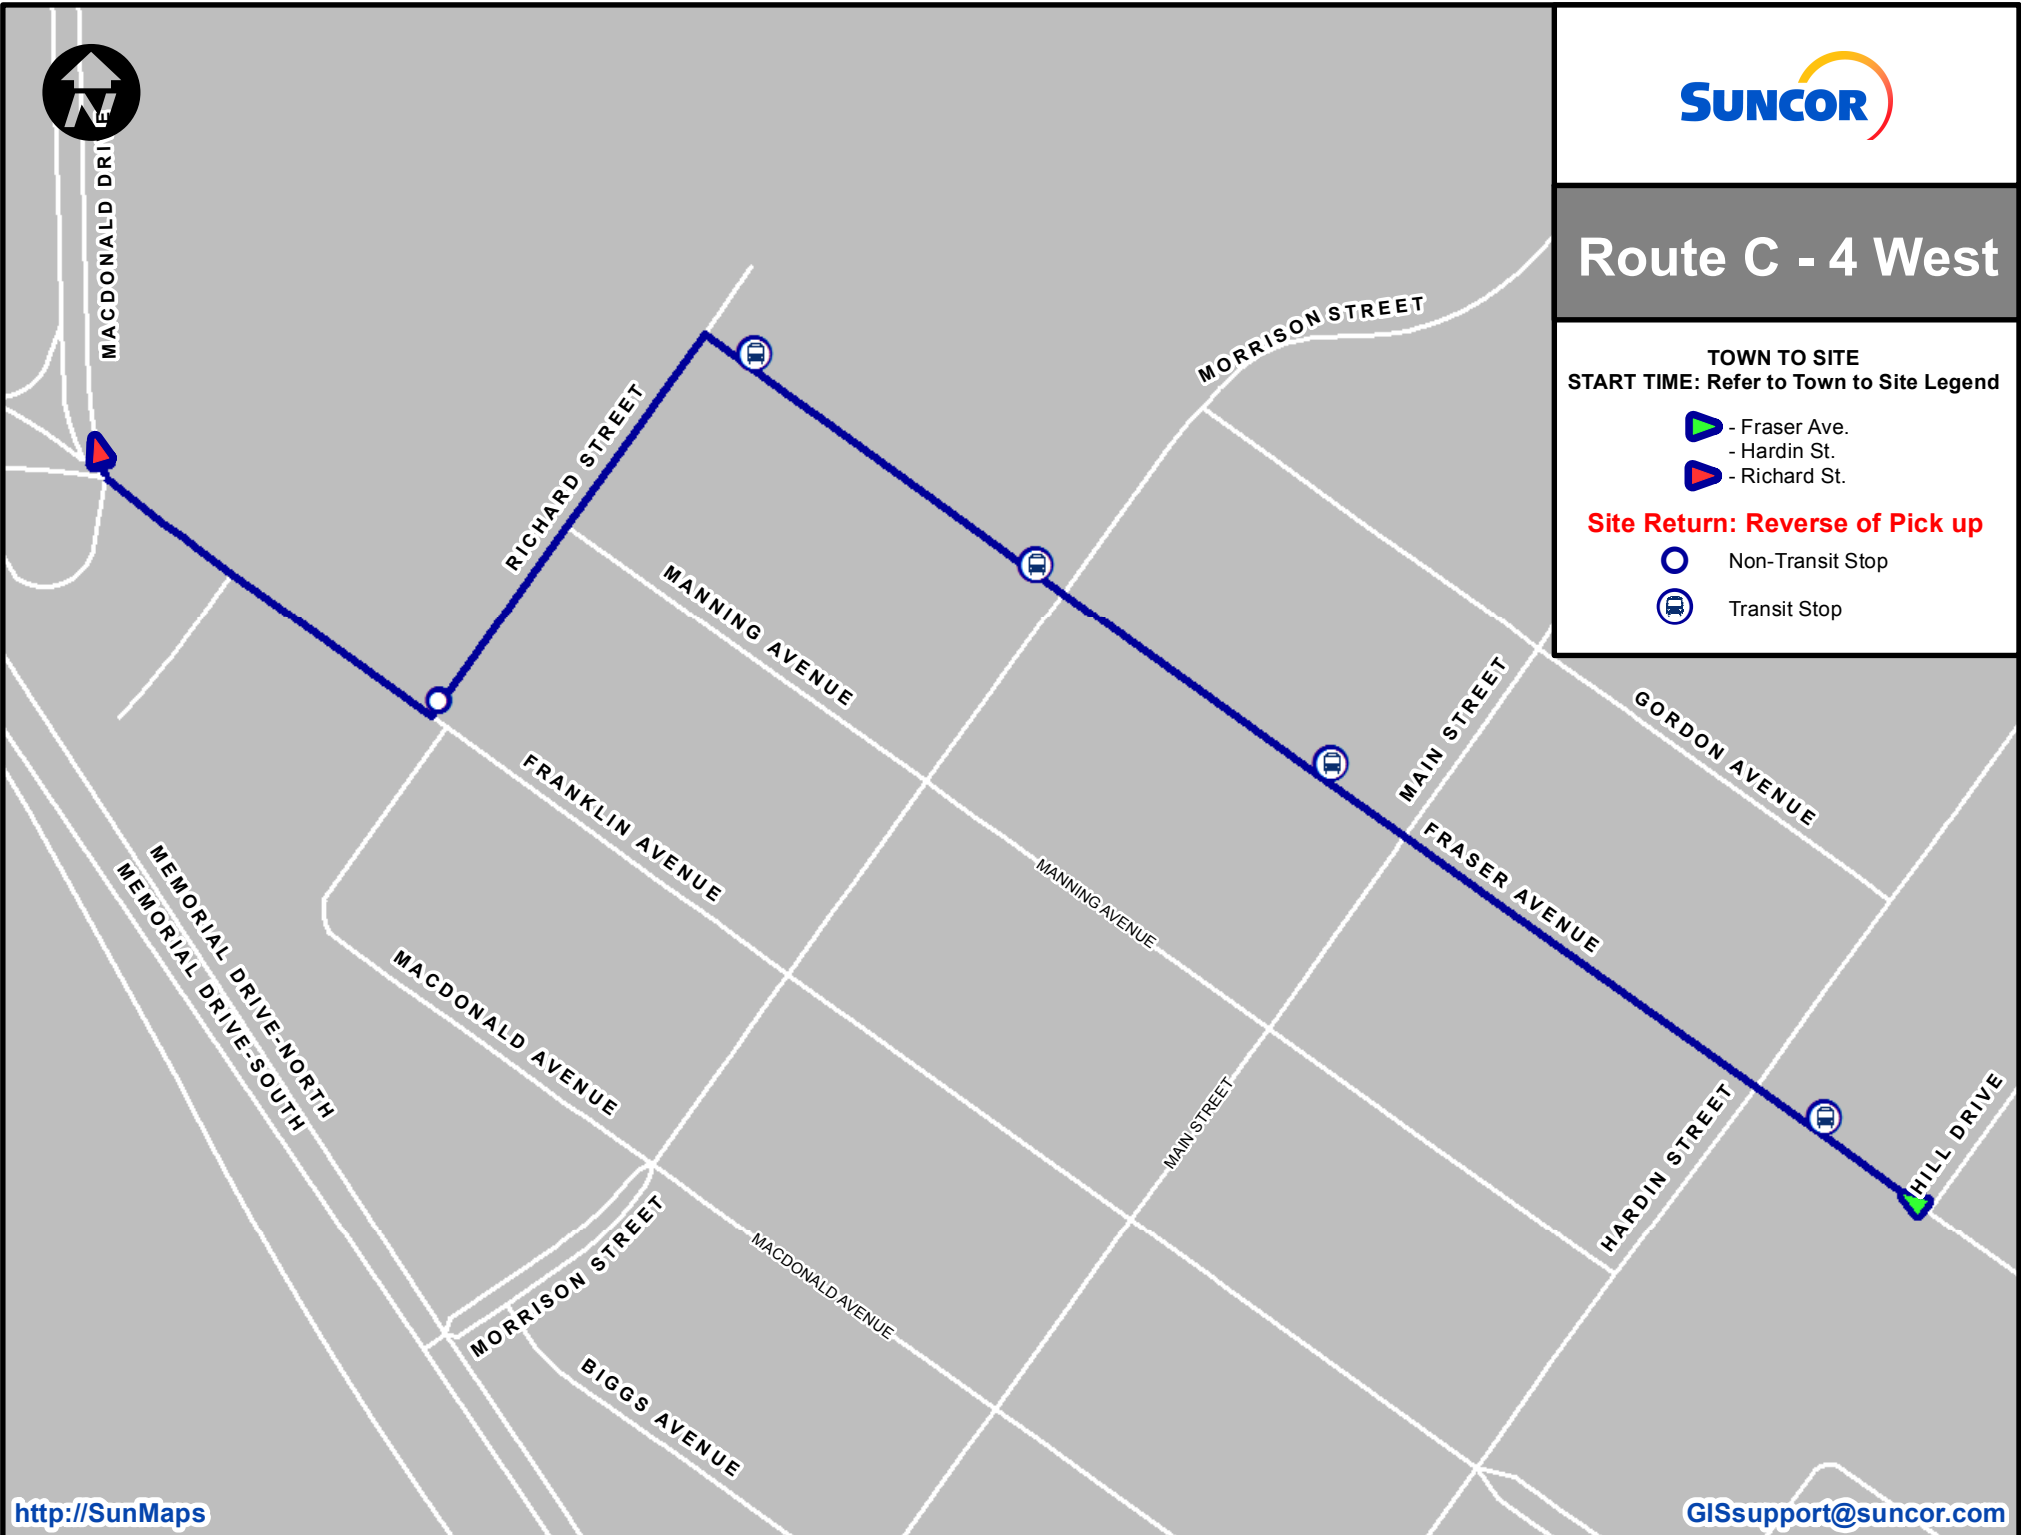 N
MACDONALD DRIVE
SUNCOR
Route C - 4 West
TOWN TO SITE
START TIME: Refer to Town to Site Legend
- Fraser Ave.
- Hardin St.
- Richard St.
Site Return: Reverse of Pick up
Non-Transit Stop
Transit Stop
MORRISON STREET
RICHARD STREET
MANNING AVENUE
MAIN STREET
GORDON AVENUE
FRANKLIN AVENUE
FRASER AVENUE
MANNING AVENUE
MEMORIAL DRIVE-NORTH
MEMORIAL DRIVE-SOUTH
MACDONALD AVENUE
MAIN STREET
HARDIN STREET
HILL DRIVE
MORRISON STREET
MACDONALD AVENUE
BIGGS AVENUE
http://SunMaps
GISsupport@suncor.com